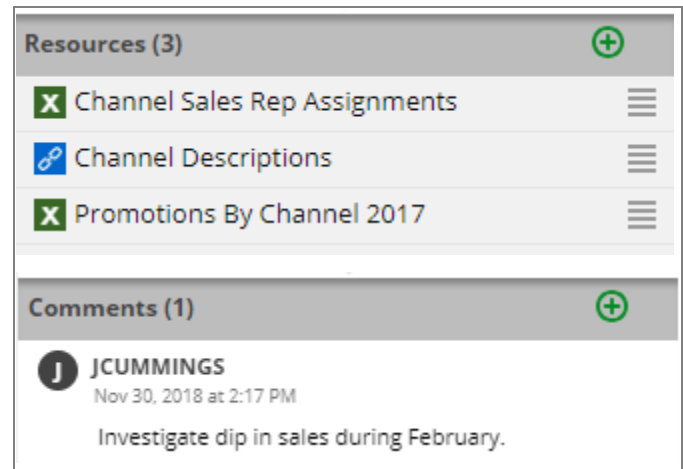 Resources (3)
X Channel Sales Rep Assignments
Channel Descriptions
X Promotions By Channel 2017
Comments (1)
J JCUMMINGS
Nov 30, 2018 at 2:17 PM
Investigate dip in sales during February.